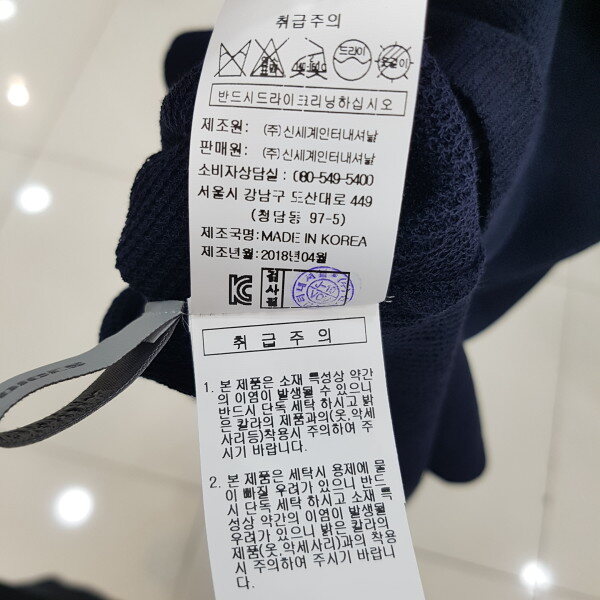 취급주의
드라이
옷걸이
반드시드라이크리닝하십시오
제조원: (주)신세계인터내셔날
판매원: (주)신세계인터내셔날
소비자상담실: 080-549-5400
서울시 강남구 도산대로 449
(청담동 97-5)
제조국명: MADE IN KOREA
제조년월: 2018년04월
검사필
취급주의
1. 본 제품은 소재 특성상 약간
의 이염이 발생될 수 있으니
반드시 단독 세탁 하시고 밝
은 칼라의 제품과의(옷,악세
사리등)착용시 주의하여 주
시기 바랍니다.
2. 본 제품은 세탁시 용제에 물
이 빠질 우려가 있으니 반드
시 단독 세탁 하시고 소재 특
성상 약간의 이염이 발생될
우려가 있으니 밝은 칼라의
제품(옷,악세사리)과의 착용
시 주의하여 주시기 바랍니
다.